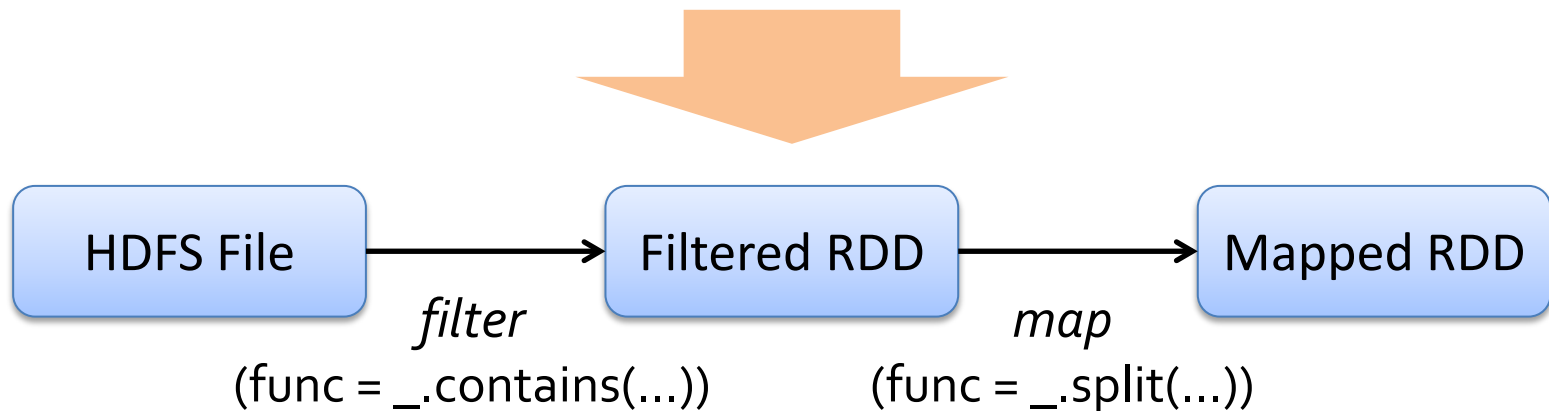 HDFS File
Filtered RDD
Mapped RDD
filter
(func = _.contains(...))
map
(func = _.split(...))